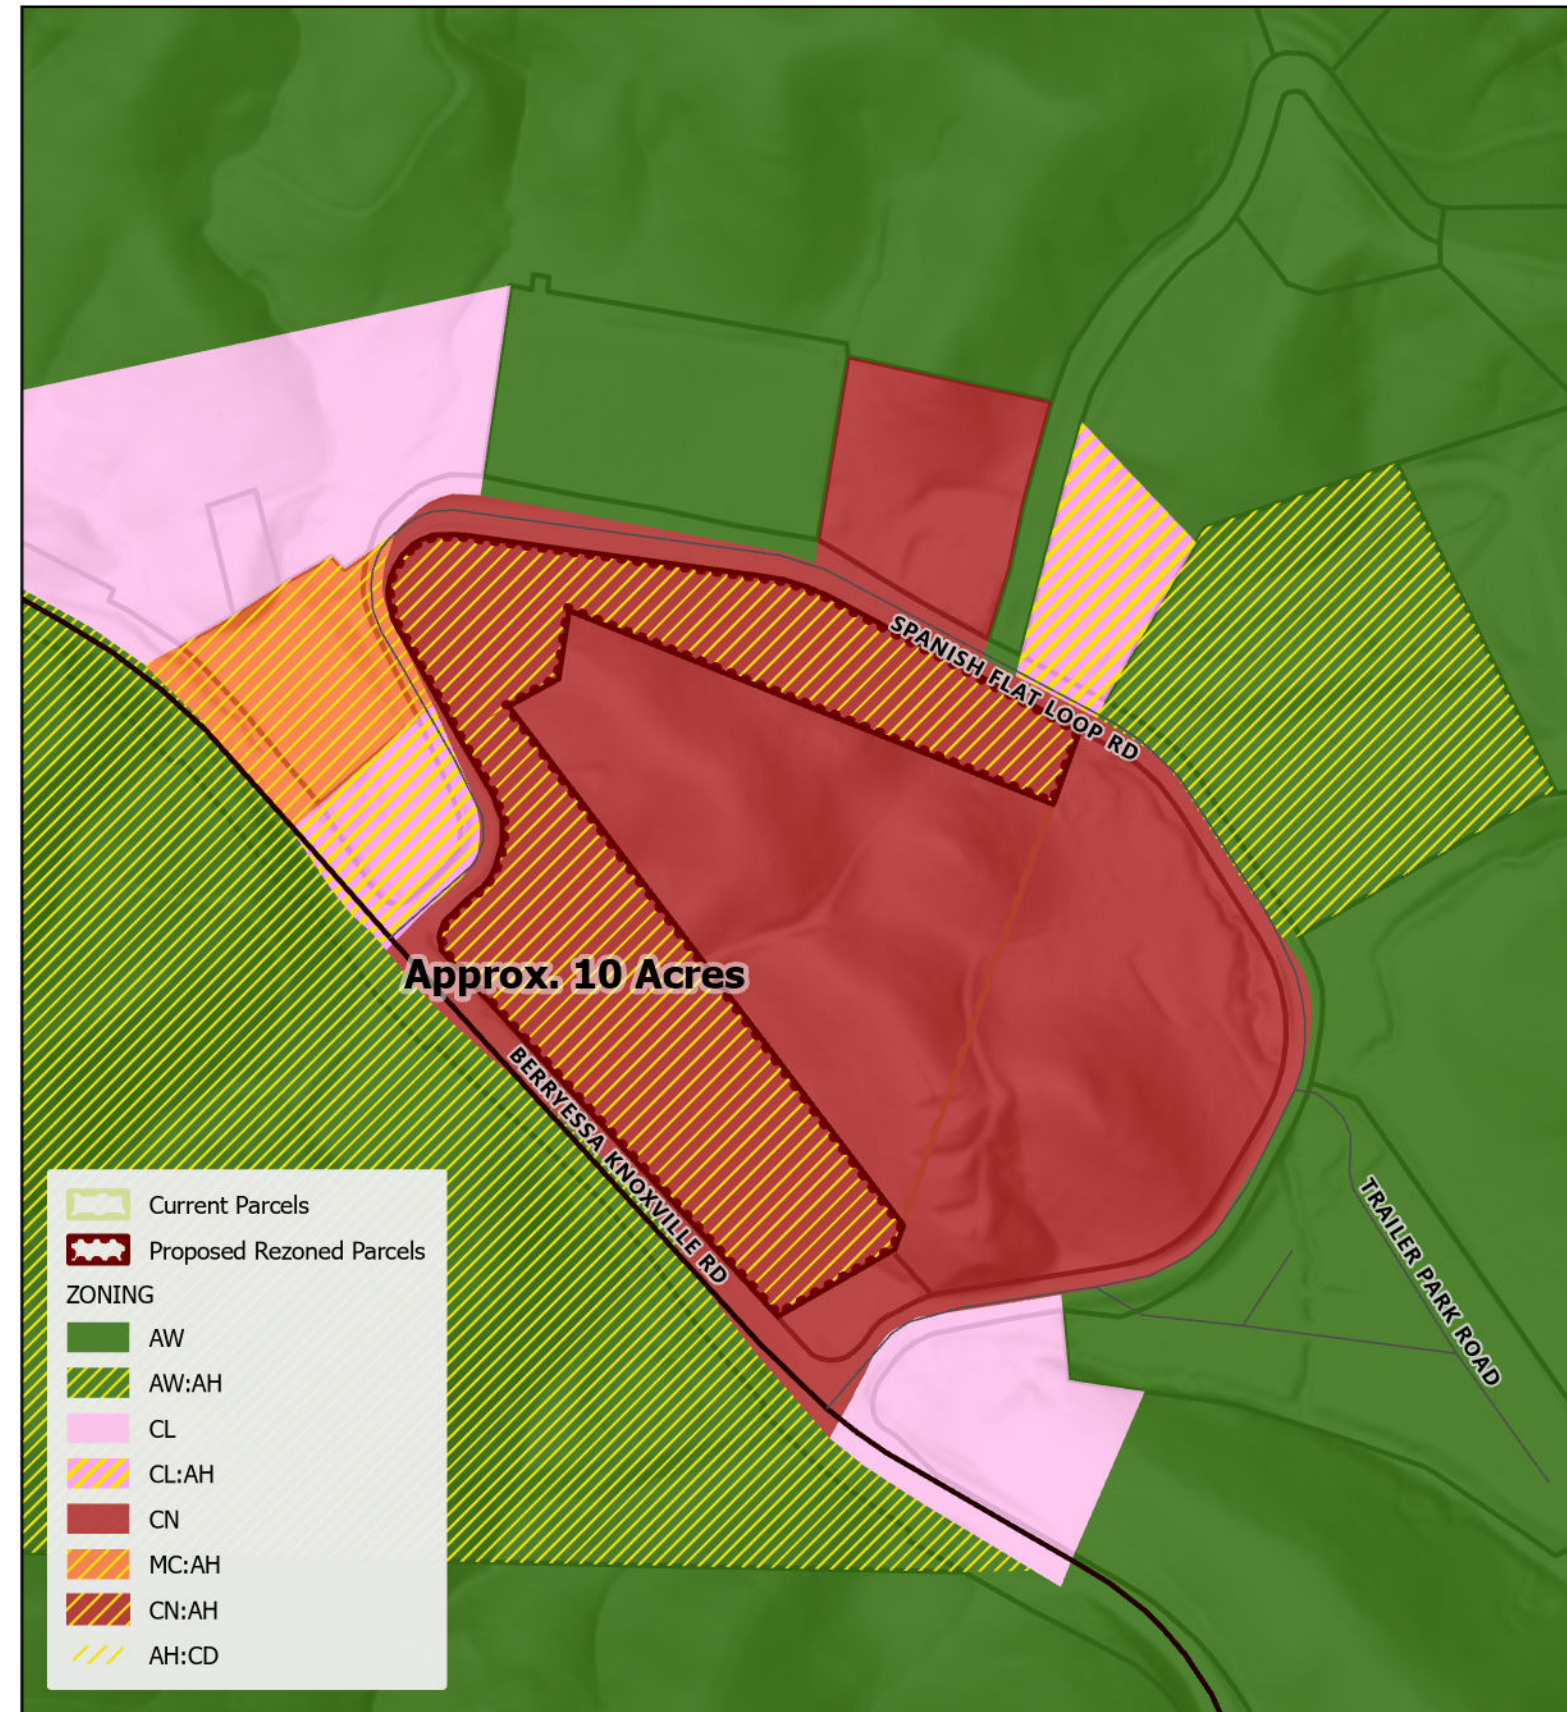 SPANISH FLAT LOOP RD
Approx. 10 Acres
BERRYESSA KNOXVILLE RD
TRAILER PARK ROAD
Current Parcels
Proposed Rezoned Parcels
ZONING
AW
AW:AH
CL
CL:AH
CN
MC:AH
CN:AH
AH:CD